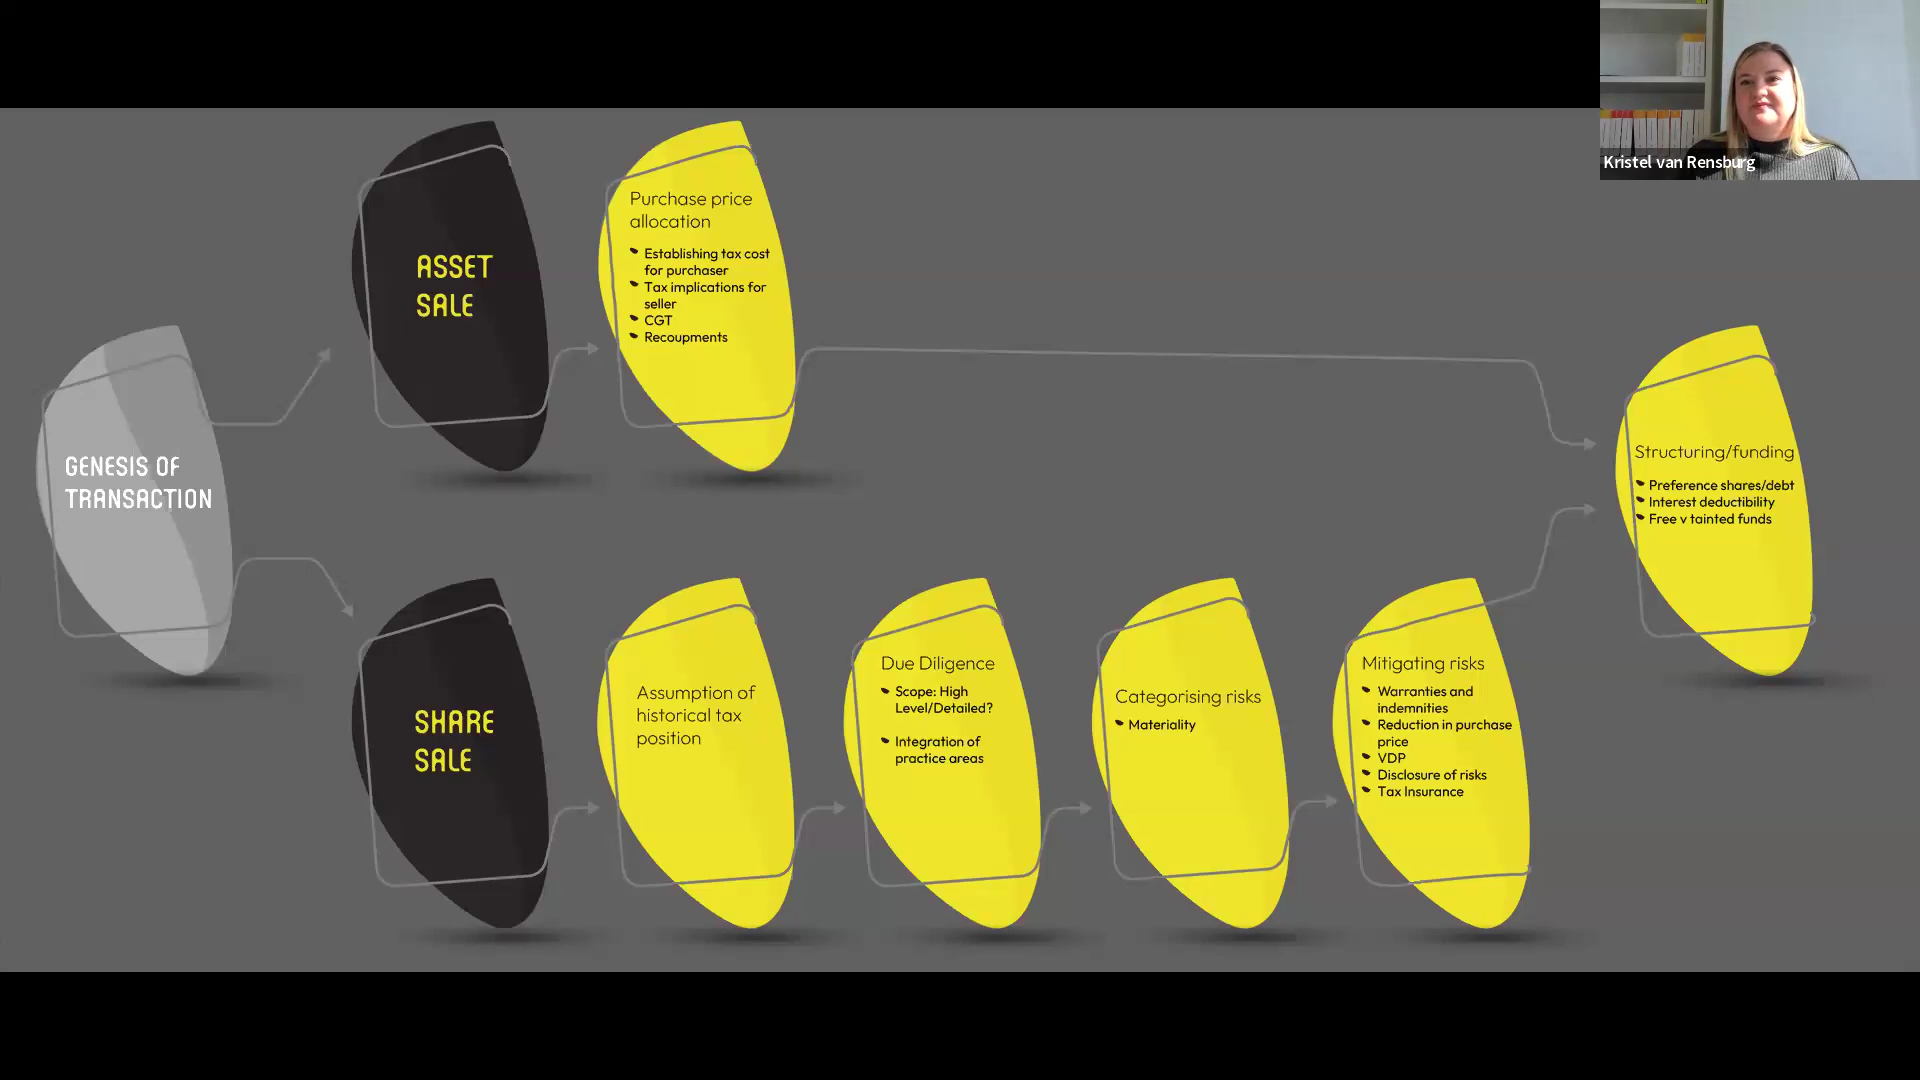 Kristel van Rensburg
GENESIS OF
TRANSACTION
ASSET
SALE
Purchase price
allocation
Establishing tax cost
for purchaser
Tax implications for
seller
CGT
Recoupments
SHARE
SALE
Assumption of
historical tax
position
Due Diligence
Scope: High
Level/Detailed?
Integration of
practice areas
Categorising risks
Materiality
Mitigating risks
Warranties and
indemnities
Reduction in purchase
price
VDP
Disclosure of risks
Tax Insurance
Structuring/funding
Preference shares/debt
Interest deductibility
Free v tainted funds